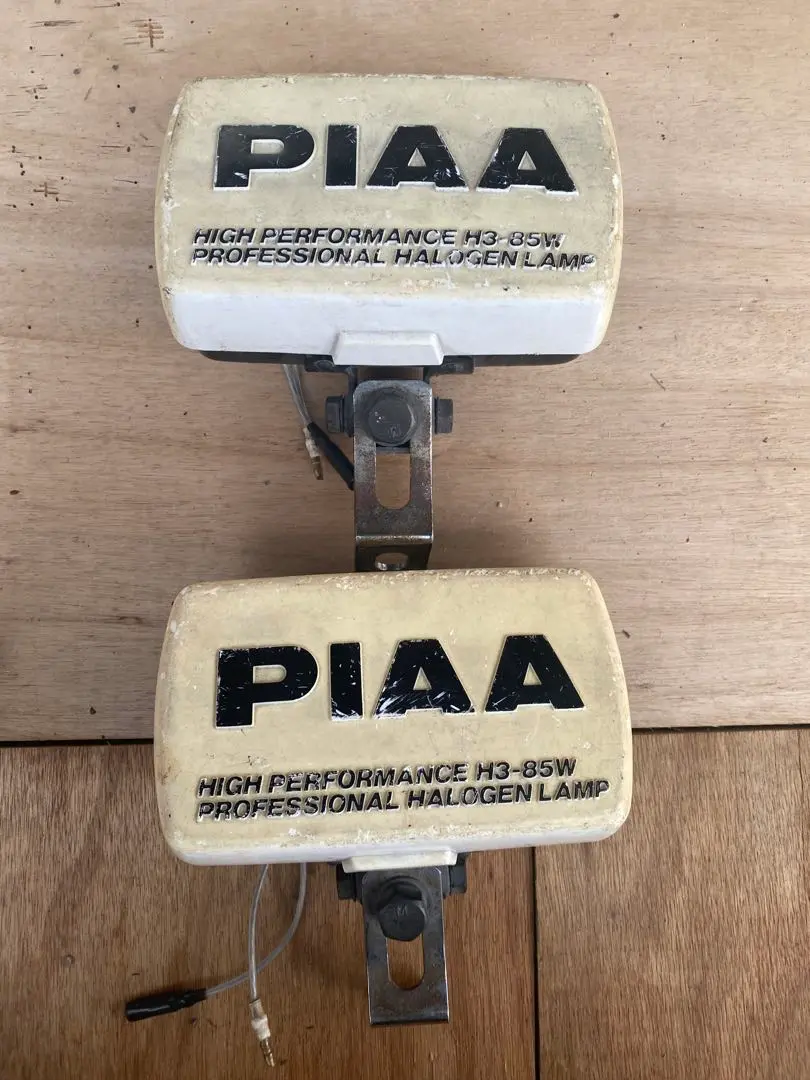 PIAA
HIGH PERFORMANCE H3-85W
PROFESSIONAL HALOGEN LAMP
PIAA
HIGH PERFORMANCE H3-85W
PROFESSIONAL HALOGEN LAMP